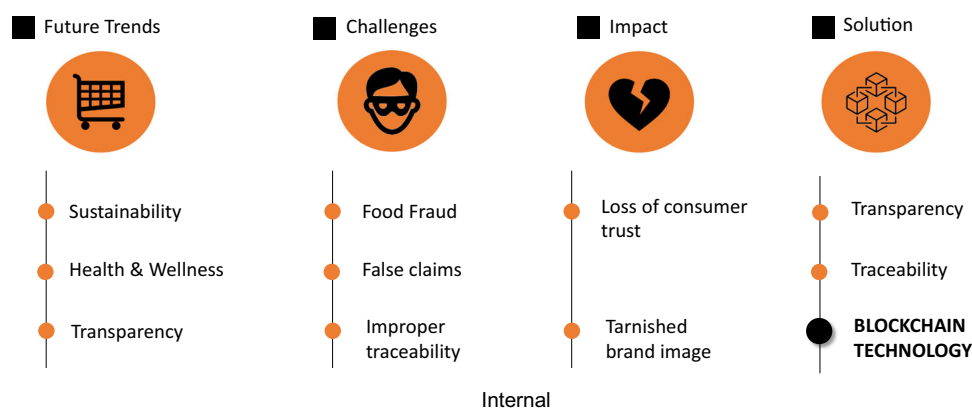 Future Trends
Sustainability
Health & Wellness
Transparency
Challenges
Food Fraud
False claims
Improper
traceability
Impact
Loss of consumer
trust
Tarnished
brand image
Solution
Transparency
Traceability
BLOCKCHAIN
TECHNOLOGY
Internal